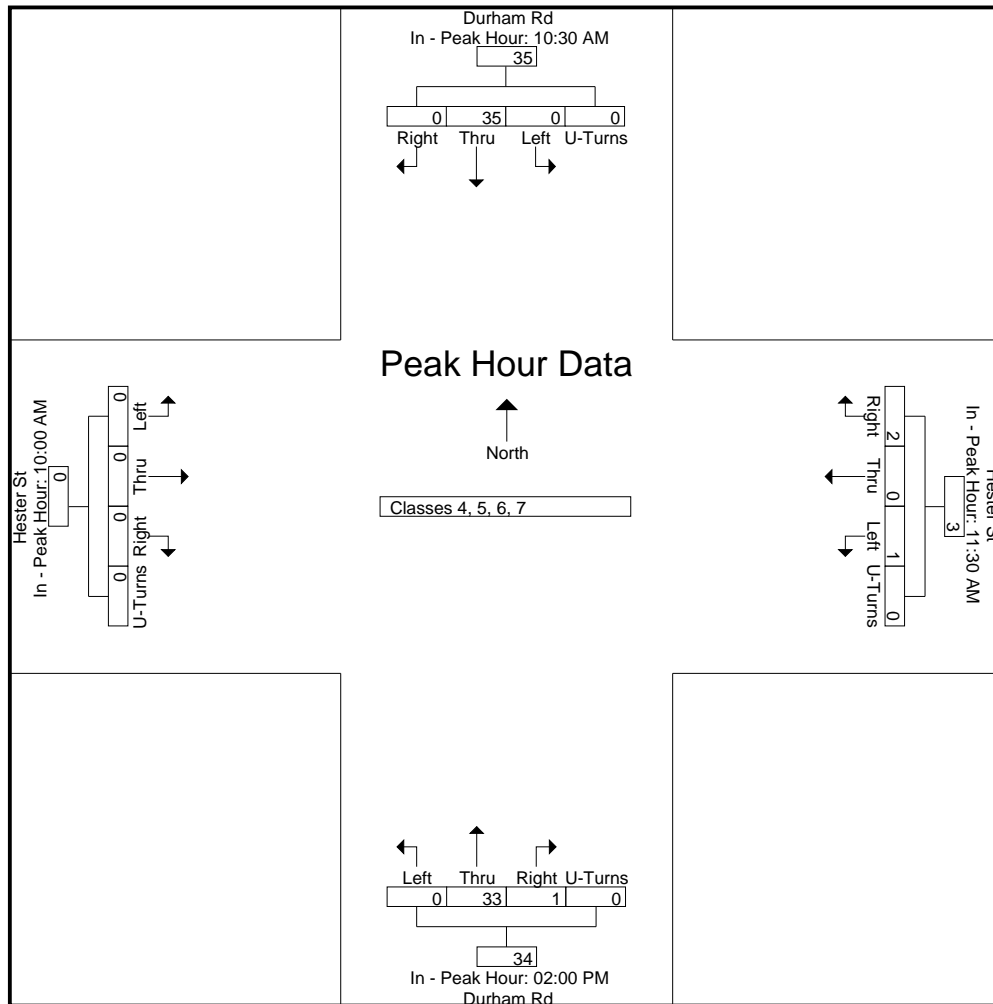 Durham Rd
In - Peak Hour: 10:30 AM
35
0 35 0 0
Right Thru Left U-Turns
Peak Hour Data
North
Classes 4, 5, 6, 7
Hester St
In - Peak Hour: 10:00 AM
0
0 0 0 0
Left Thru Right U-Turns
Hester St
In - Peak Hour: 11:30 AM
3
2 0 1 0
Right Thru Left U-Turns
Left Thru Right U-Turns
0 33 1 0
34
In - Peak Hour: 02:00 PM
Durham Rd